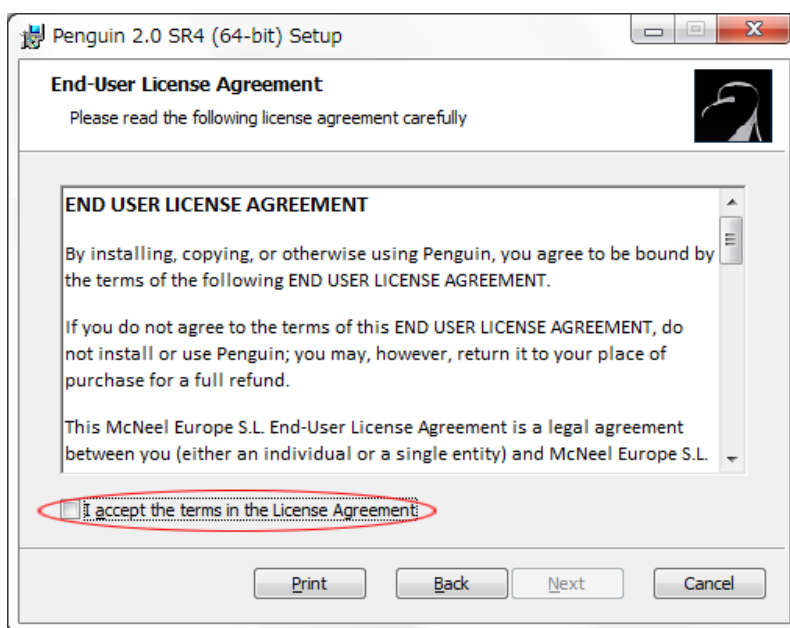 Penguin 2.0 SR4 (64-bit) Setup
End-User License Agreement
Please read the following license agreement carefully
END USER LICENSE AGREEMENT
By installing, copying, or otherwise using Penguin, you agree to be bound by
the terms of the following END USER LICENSE AGREEMENT.
If you do not agree to the terms of this END USER LICENSE AGREEMENT, do
not install or use Penguin; you may, however, return it to your place of
purchase for a full refund.
This McNeel Europe S.L. End-User License Agreement is a legal agreement
between you (either an individual or a single entity) and McNeel Europe S.L.
I accept the terms in the License Agreement
Print Back Next Cancel